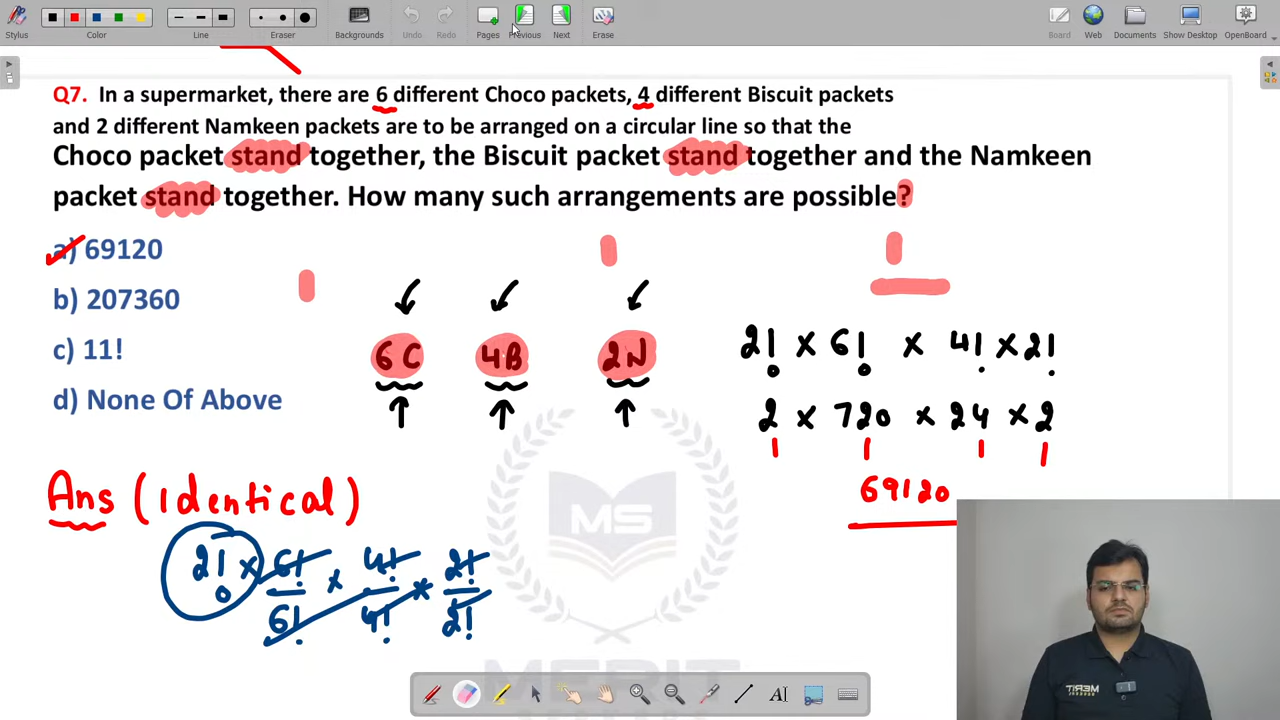 Stylus
Color
Line
Eraser
Backgrounds
Undo
Redo
Pages
Previous
Next
Erase
Board
Web
Documents
Show Desktop
OpenBoard
Q7. In a supermarket, there are 6 different Choco packets, 4 different Biscuit packets
and 2 different Namkeen packets are to be arranged on a circular line so that the
Choco packet stand together, the Biscuit packet stand together and the Namkeen
packet stand together. How many such arrangements are possible?
a) 69120
b) 207360
c) 11!
d) None Of Above
6C 4B 2N
2! × 6! × 4! × 2!
2 × 720 × 24 × 2
69120
Ans (Identical)
2! × 6! × 4! * 2!
6! 4! 2!
MS
MERIT
MERIT